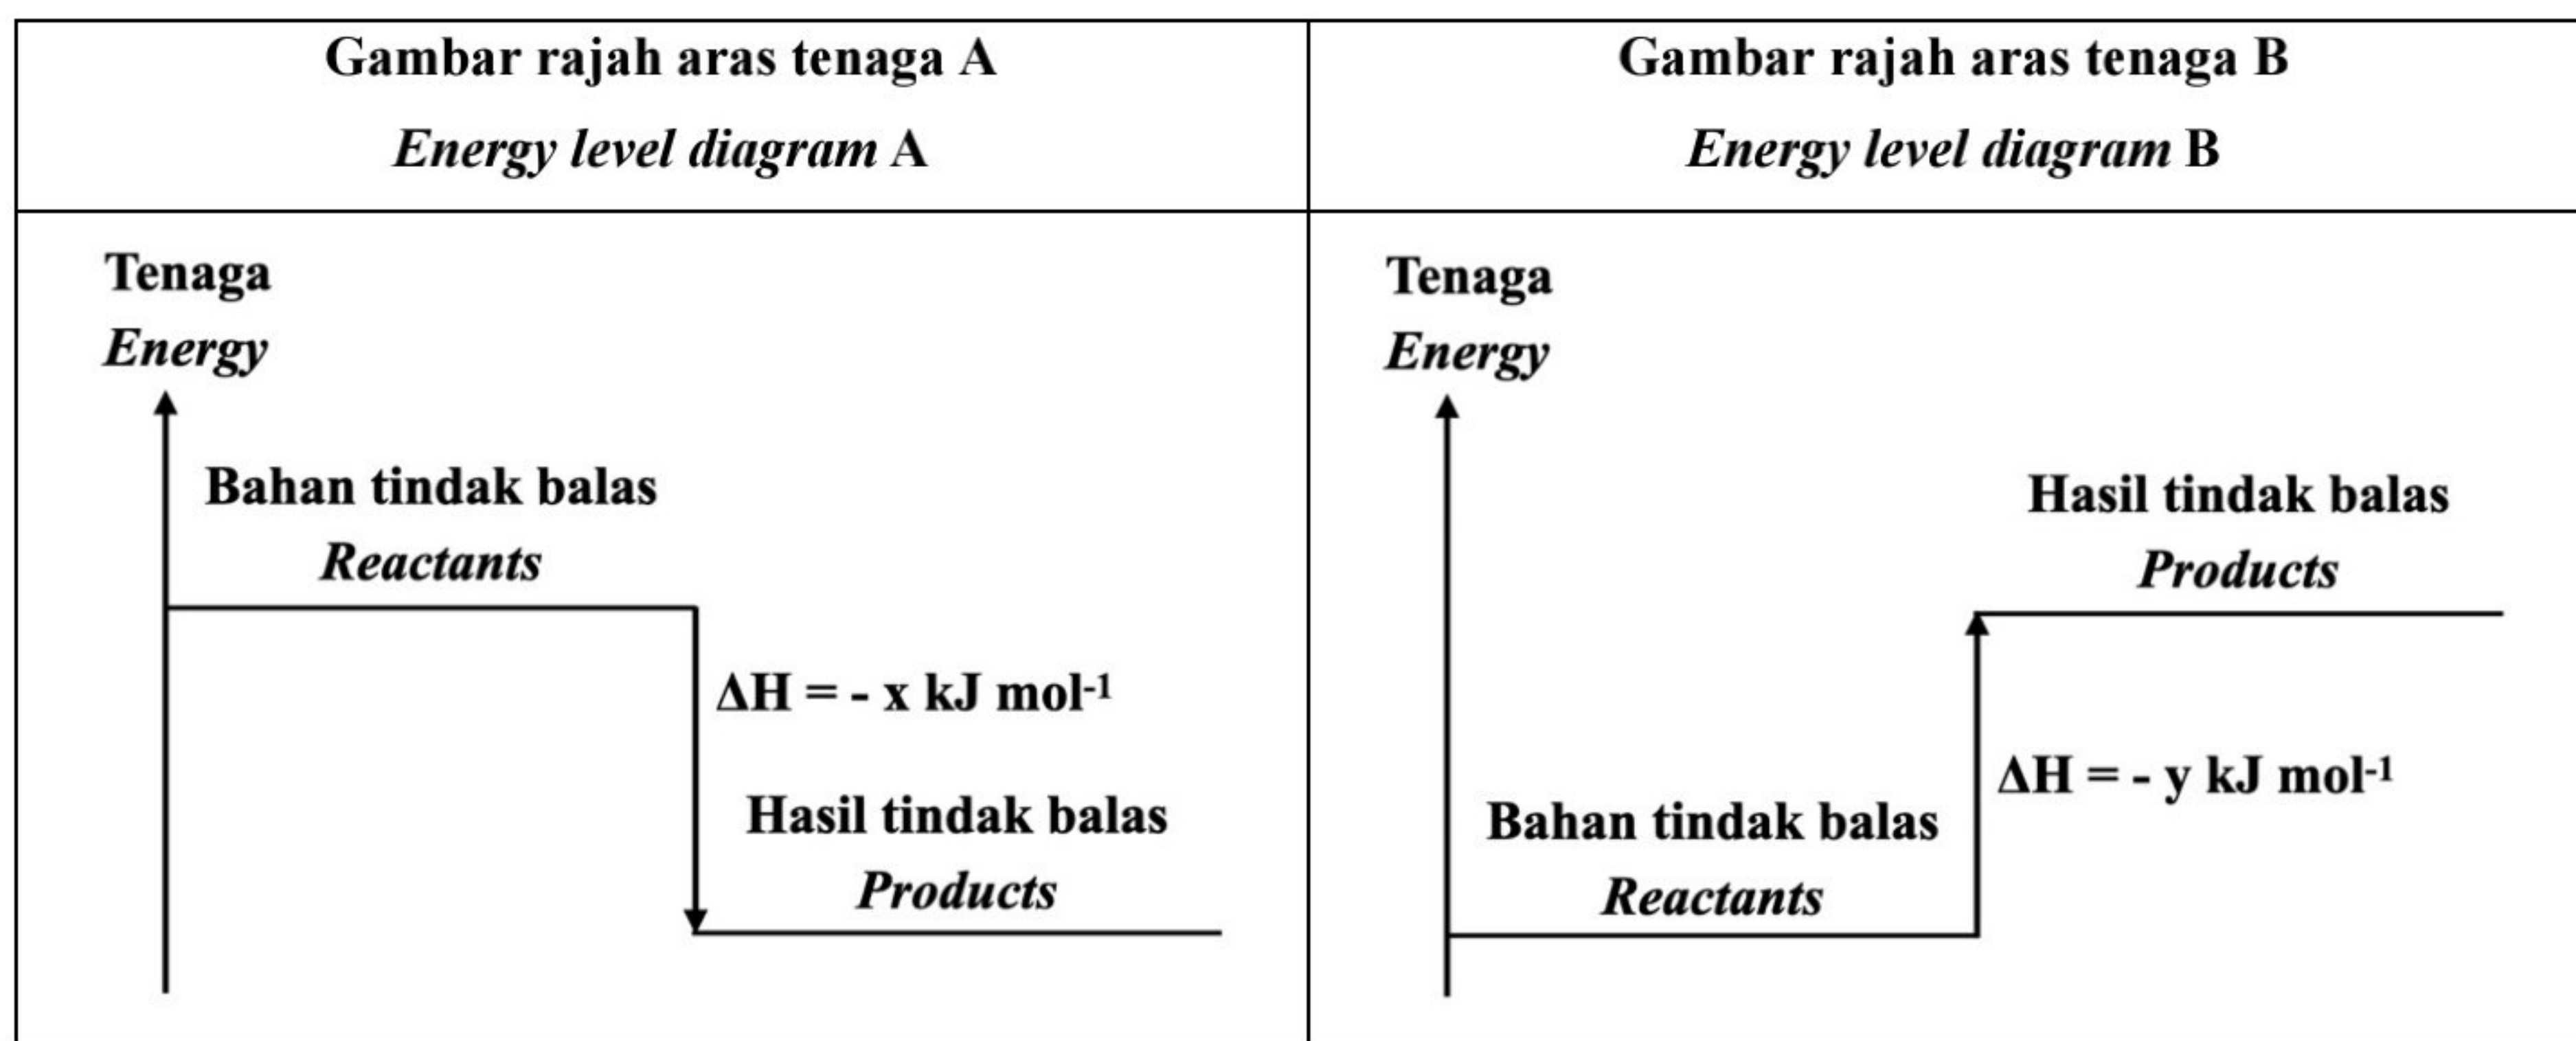 Gambar rajah aras tenaga A
Energy level diagram A
Tenaga
Energy
Bahan tindak balas
Reactants
ΔH = - x kJ mol⁻¹
Hasil tindak balas
Products
Gambar rajah aras tenaga B
Energy level diagram B
Tenaga
Energy
Hasil tindak balas
Products
ΔH = - y kJ mol⁻¹
Bahan tindak balas
Reactants